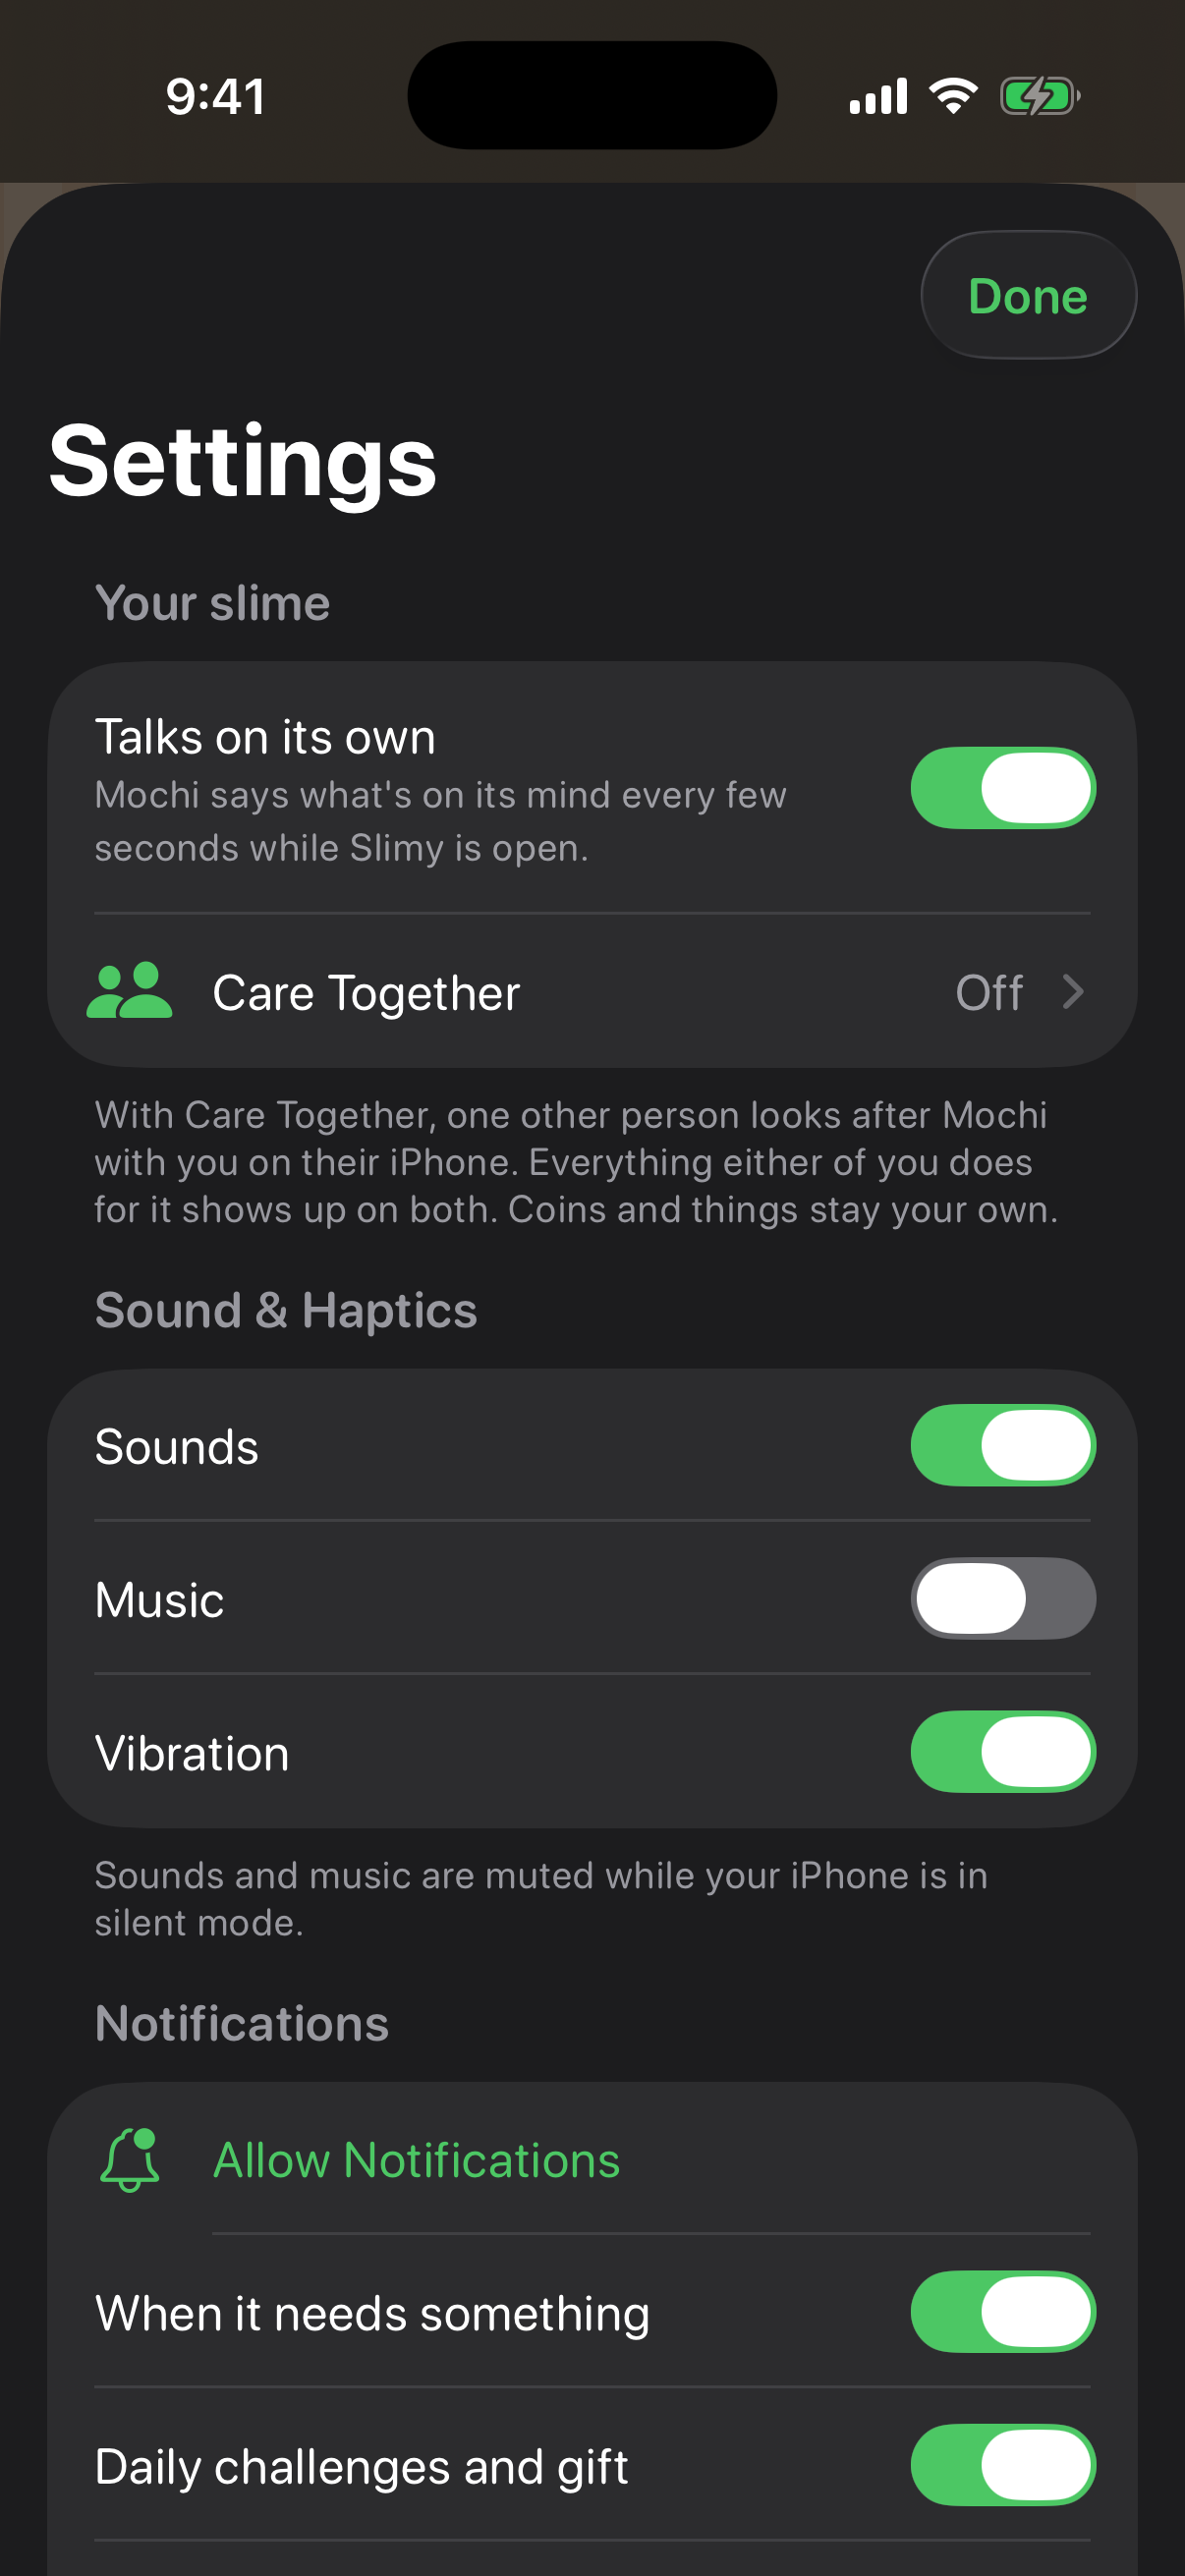 9:41
Done
Settings
Your slime
Talks on its own
Mochi says what's on its mind every few
seconds while Slimy is open.
Care Together
Off
With Care Together, one other person looks after Mochi
with you on their iPhone. Everything either of you does
for it shows up on both. Coins and things stay your own.
Sound & Haptics
Sounds
Music
Vibration
Sounds and music are muted while your iPhone is in
silent mode.
Notifications
Allow Notifications
When it needs something
Daily challenges and gift